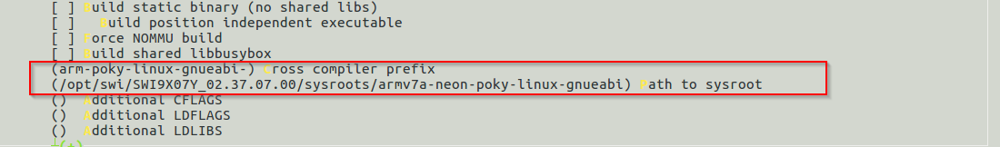 [ ] Build static binary (no shared libs)
[ ]   Build position independent executable
[ ] Force NOMMU build
[ ] Build shared libbusybox
(arm-poky-linux-gnueabi-) Cross compiler prefix
(/opt/swi/SWI9X07Y_02.37.07.00/sysroots/armv7a-neon-poky-linux-gnueabi) Path to sysroot
()  Additional CFLAGS
()  Additional LDFLAGS
()  Additional LDLIBS
┴(+)